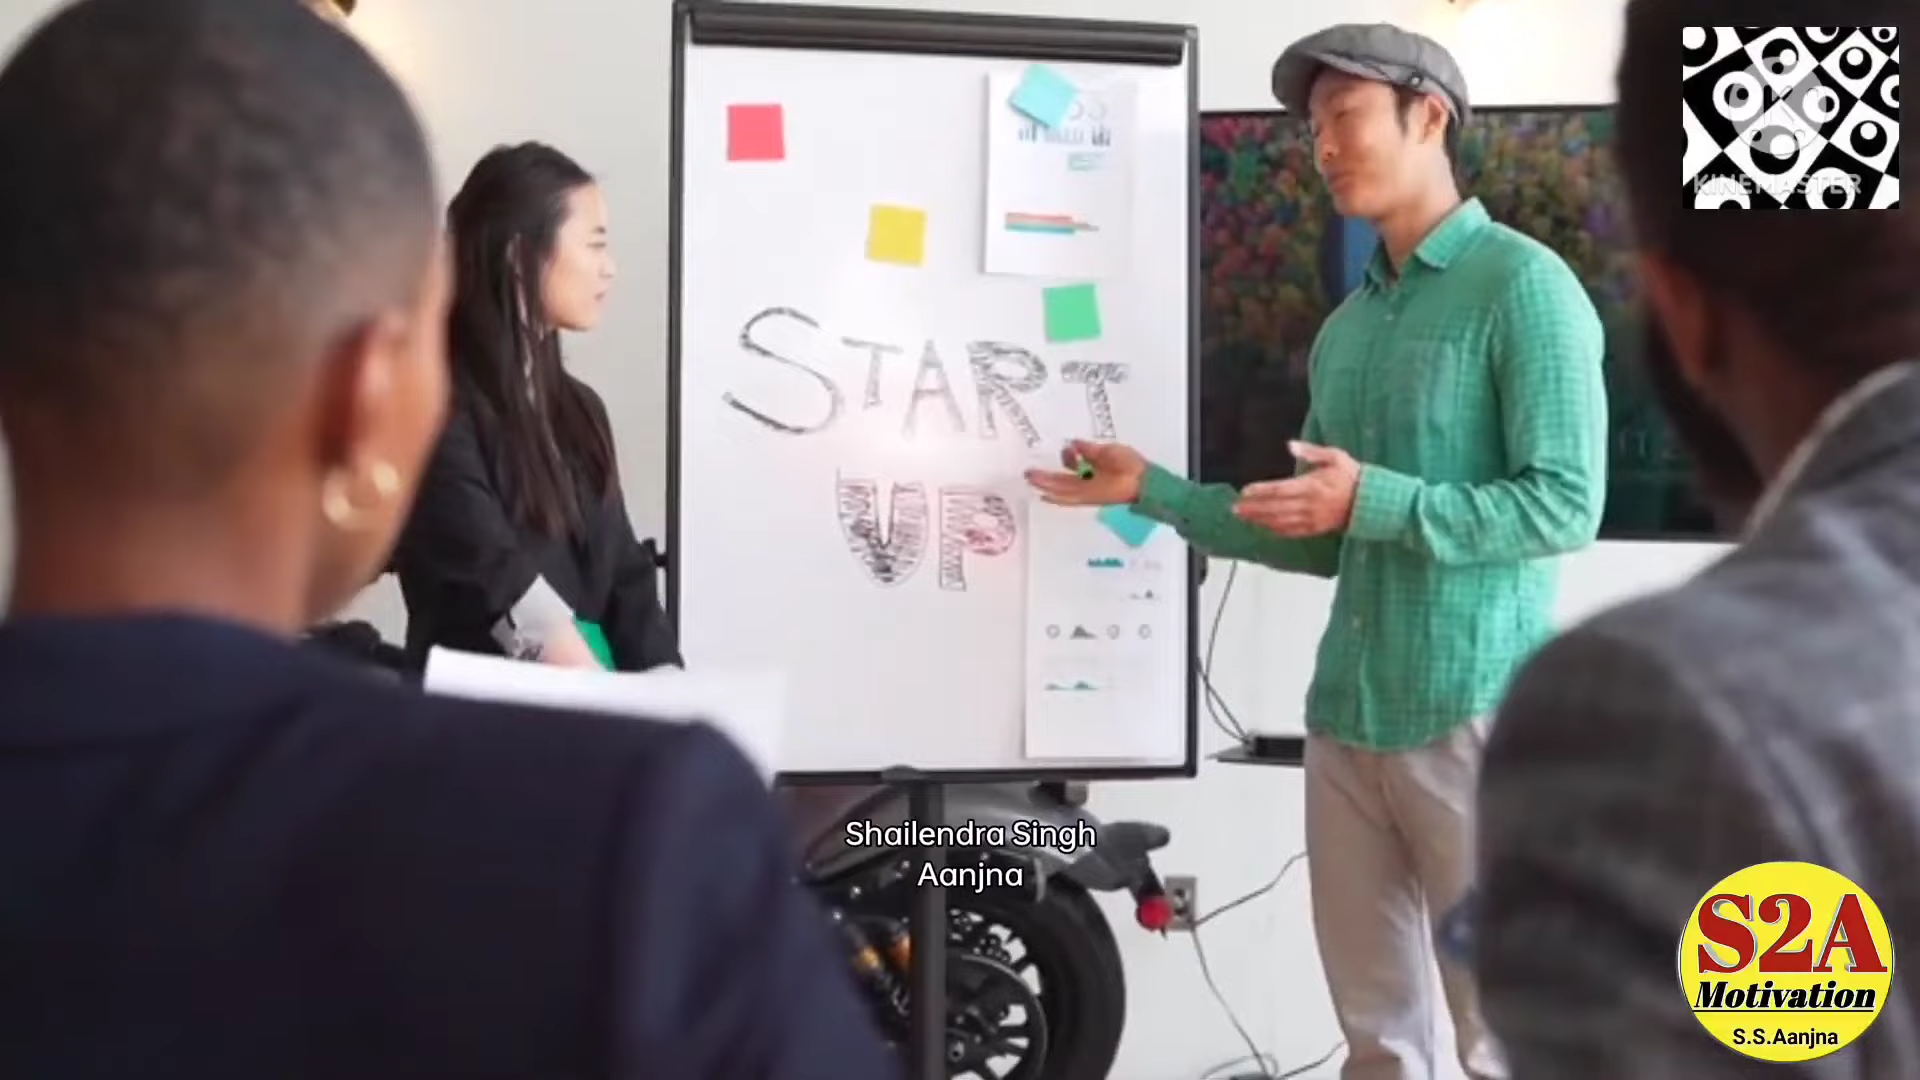 KINEMASTER
START
UP
Shailendra Singh
Aanjna
S2A
Motivation
S.S.Aanjna